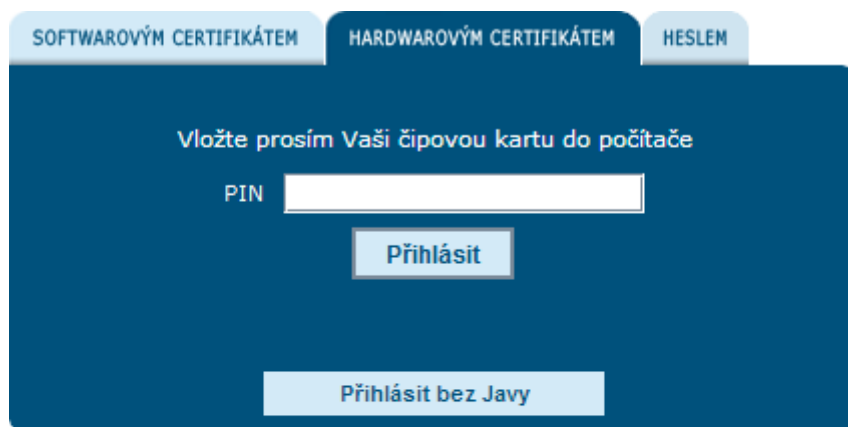 SOFTWAROVÝM CERTIFIKÁTEM HARDWAROVÝM CERTIFIKÁTEM HESLEM
Vložte prosím Vaši čipovou kartu do počítače
PIN
Přihlásit
Přihlásit bez Javy